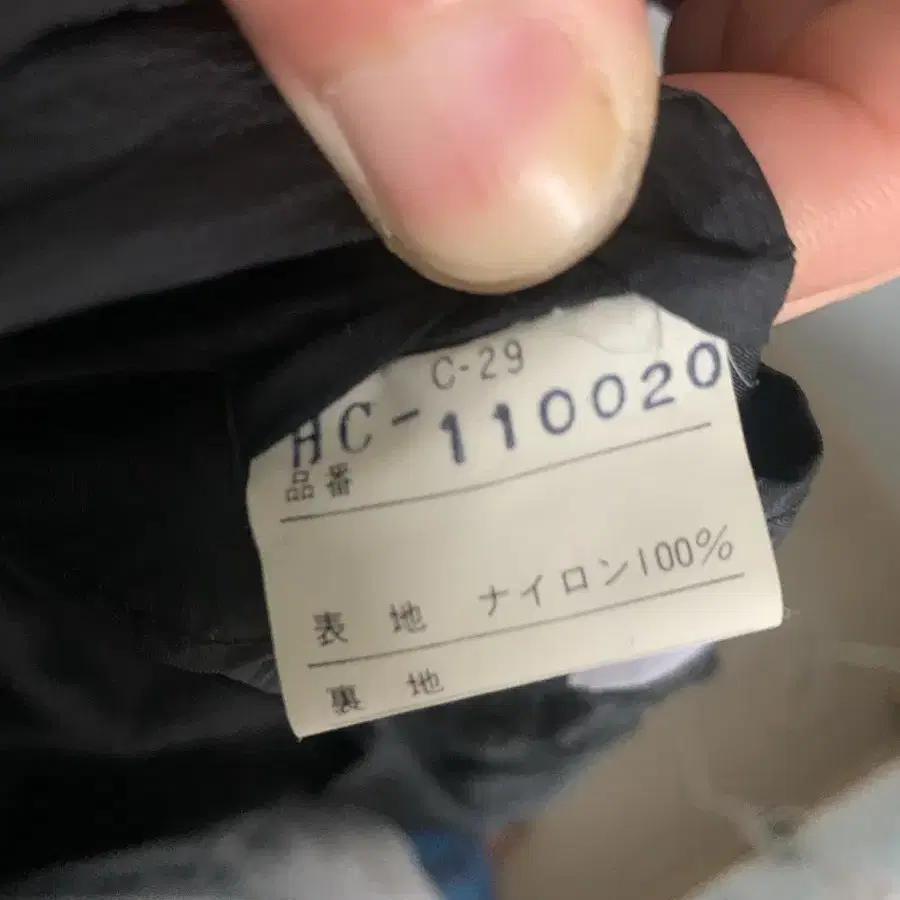 C-29
HC-110020
品番
表 地 ナイロン100%
裏 地